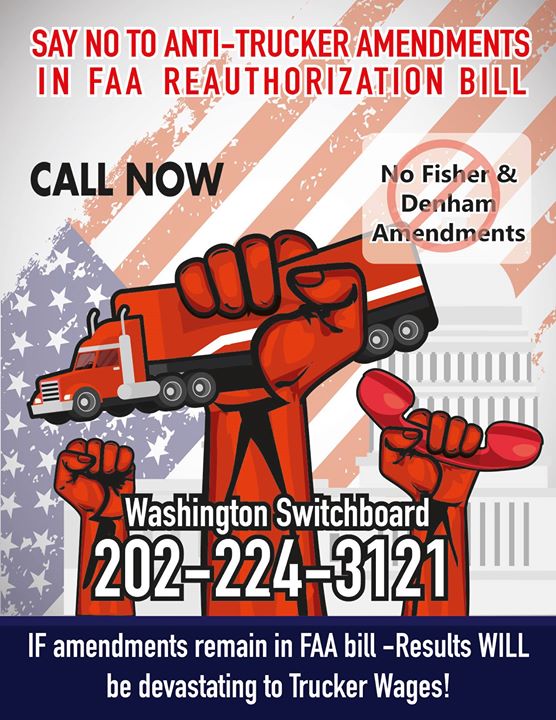 SAY NO TO ANTI-TRUCKER AMENDMENTS
IN FAA REAUTHORIZATION BILL
CALL NOW
No Fisher &
Denham
Amendments
Washington Switchboard
202-224-3121
IF amendments remain in FAA bill -Results WILL
be devastating to Trucker Wages!